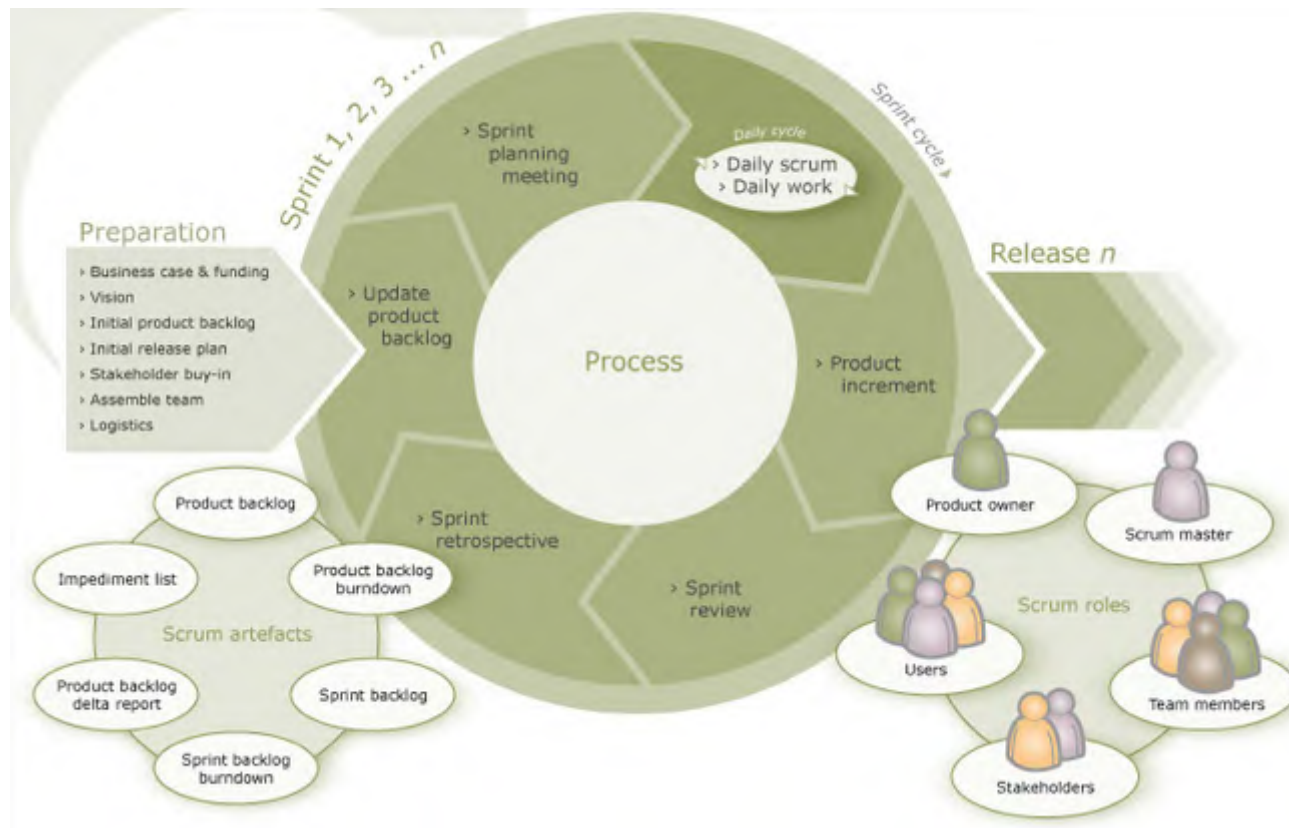 Sprint 1, 2, 3 ... n
Sprint cycle
Preparation
› Business case & funding
› Vision
› Initial product backlog
› Initial release plan
› Stakeholder buy-in
› Assemble team
› Logistics
› Sprint
planning
meeting
Daily cycle
› Daily scrum
› Daily work
› Update
product
backlog
Process
› Product
increment
› Sprint
retrospective
› Sprint
review
Release n
Scrum artefacts
Product backlog
Product backlog
burndown
Sprint backlog
Sprint backlog
burndown
Product backlog
delta report
Impediment list
Scrum roles
Product owner
Scrum master
Team members
Stakeholders
Users